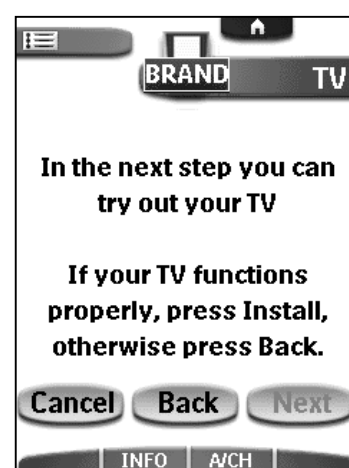 BRAND TV
In the next step you can
try out your TV
If your TV functions
properly, press Install,
otherwise press Back.
Cancel Back Next
INFO A/CH